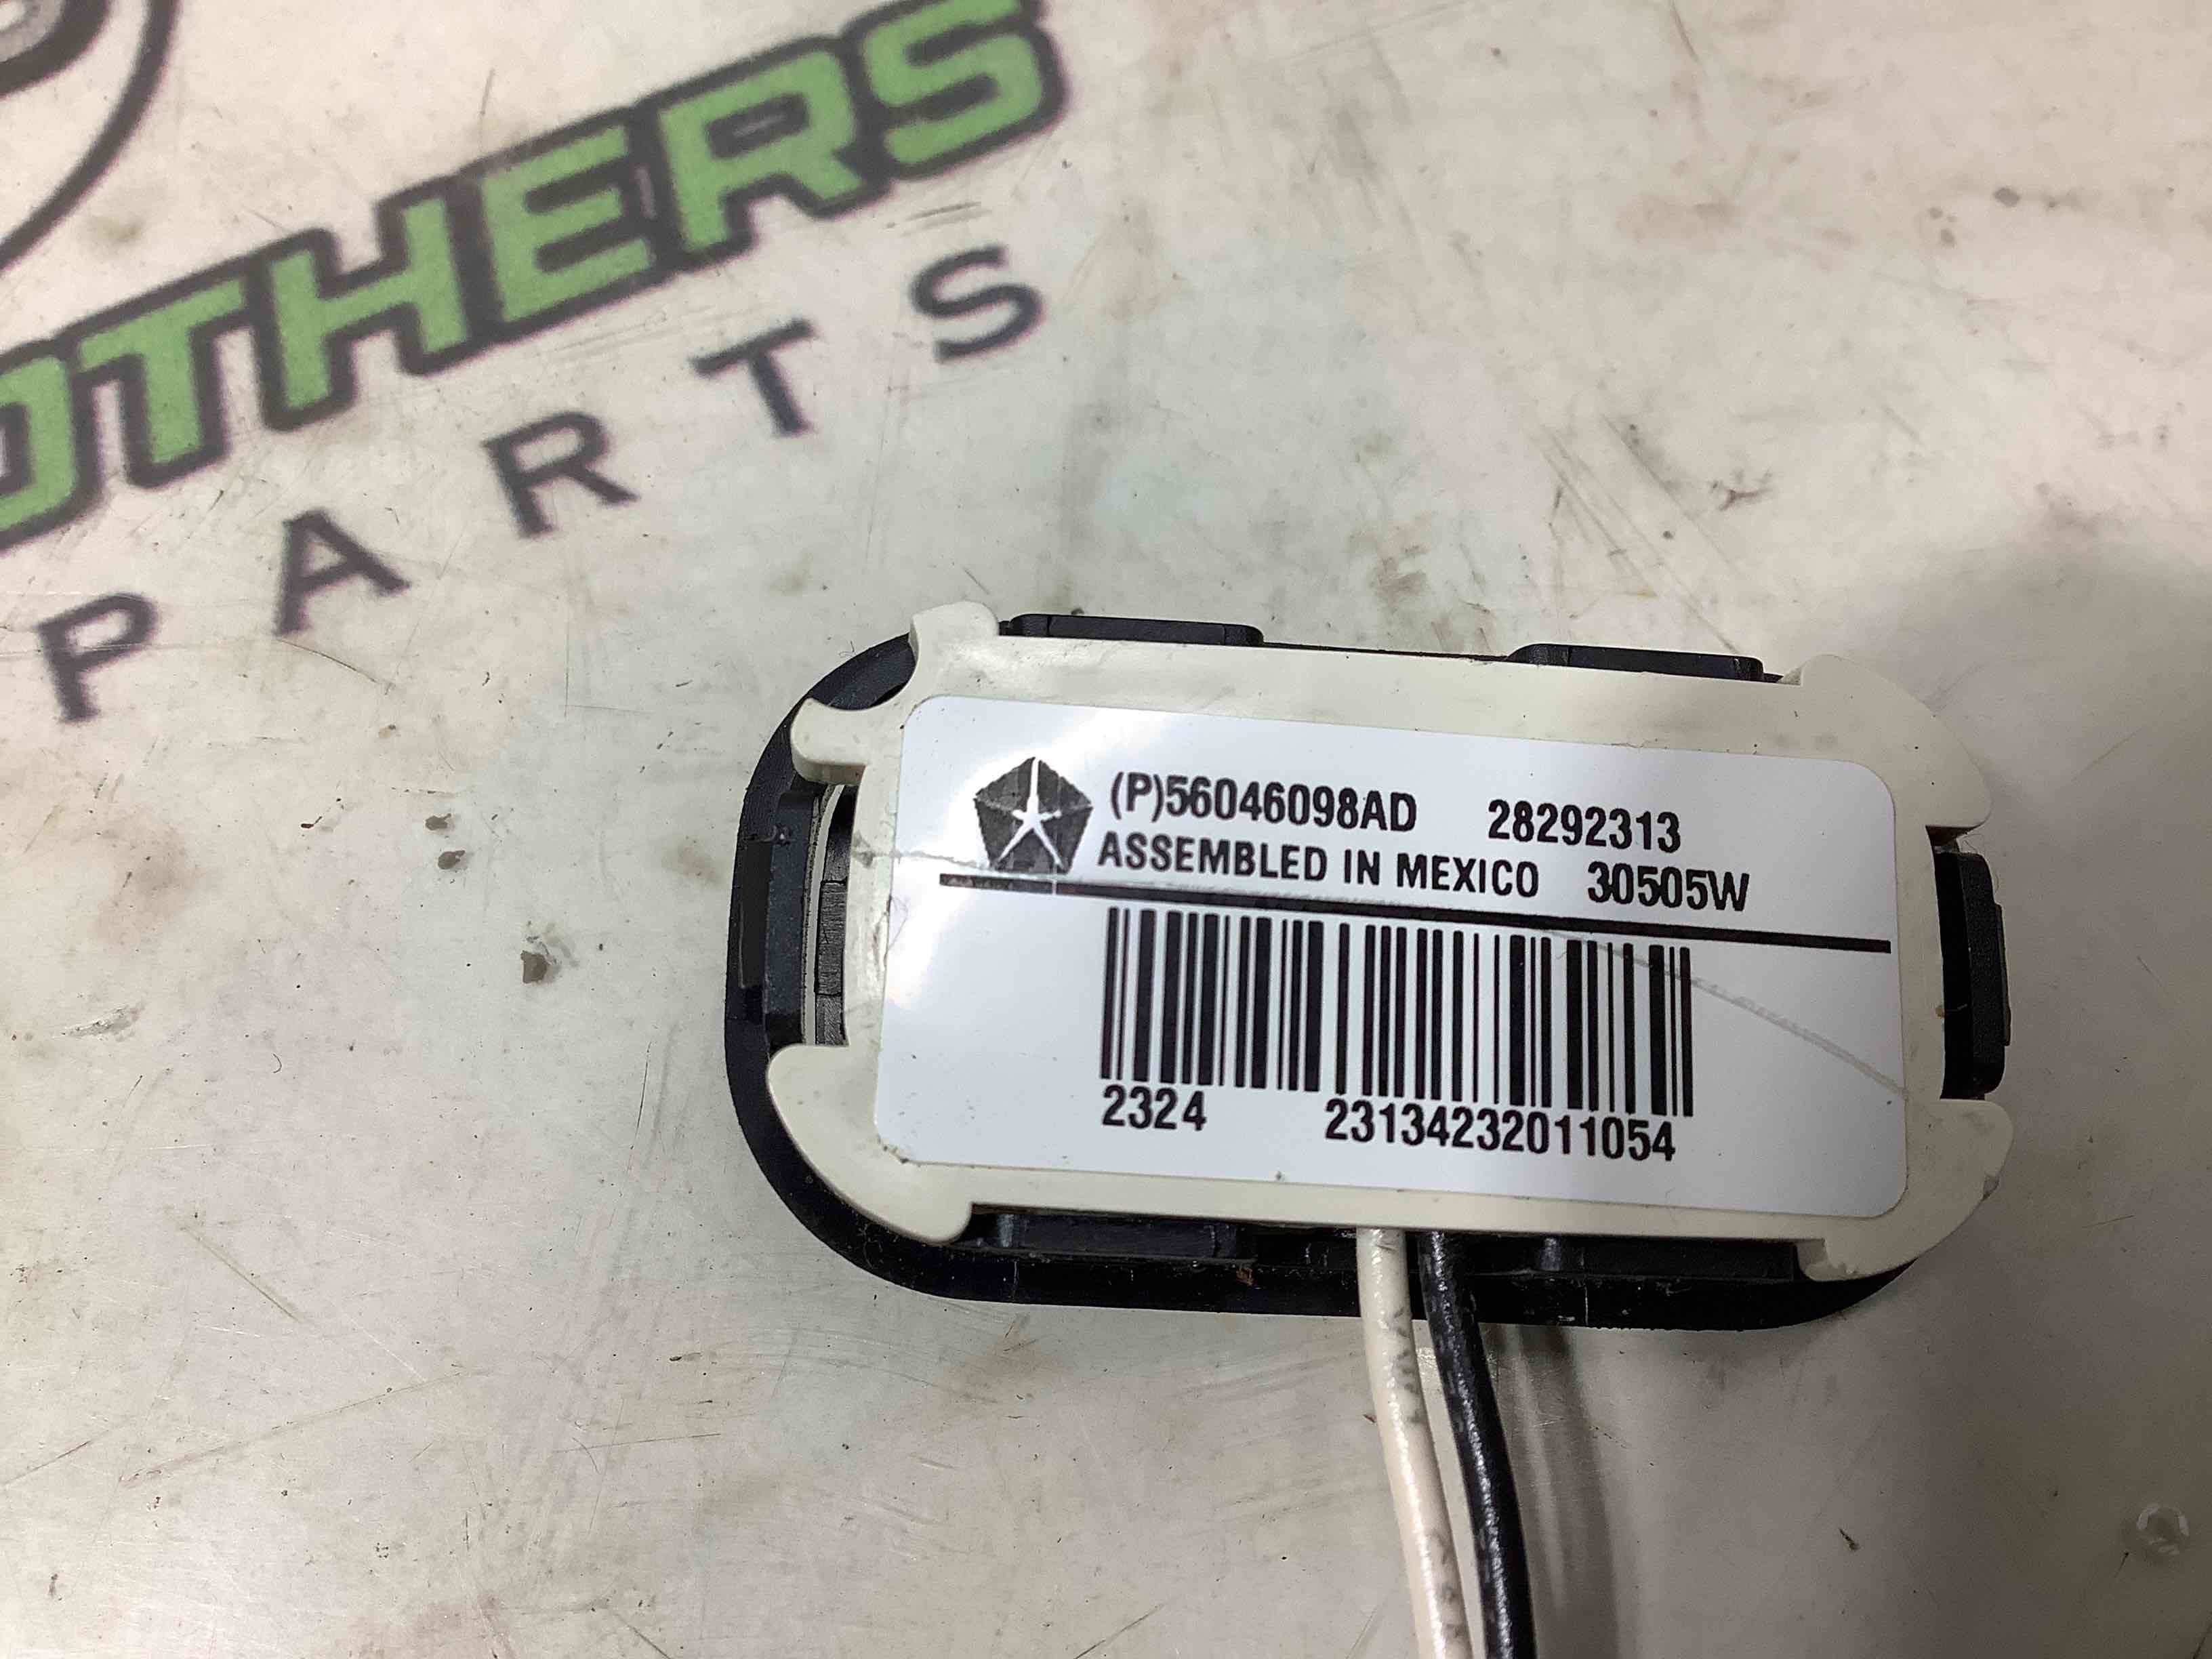 OTHERS
PARTS
(P)56046098AD 28292313
ASSEMBLED IN MEXICO 30505W
2324 23134232011054